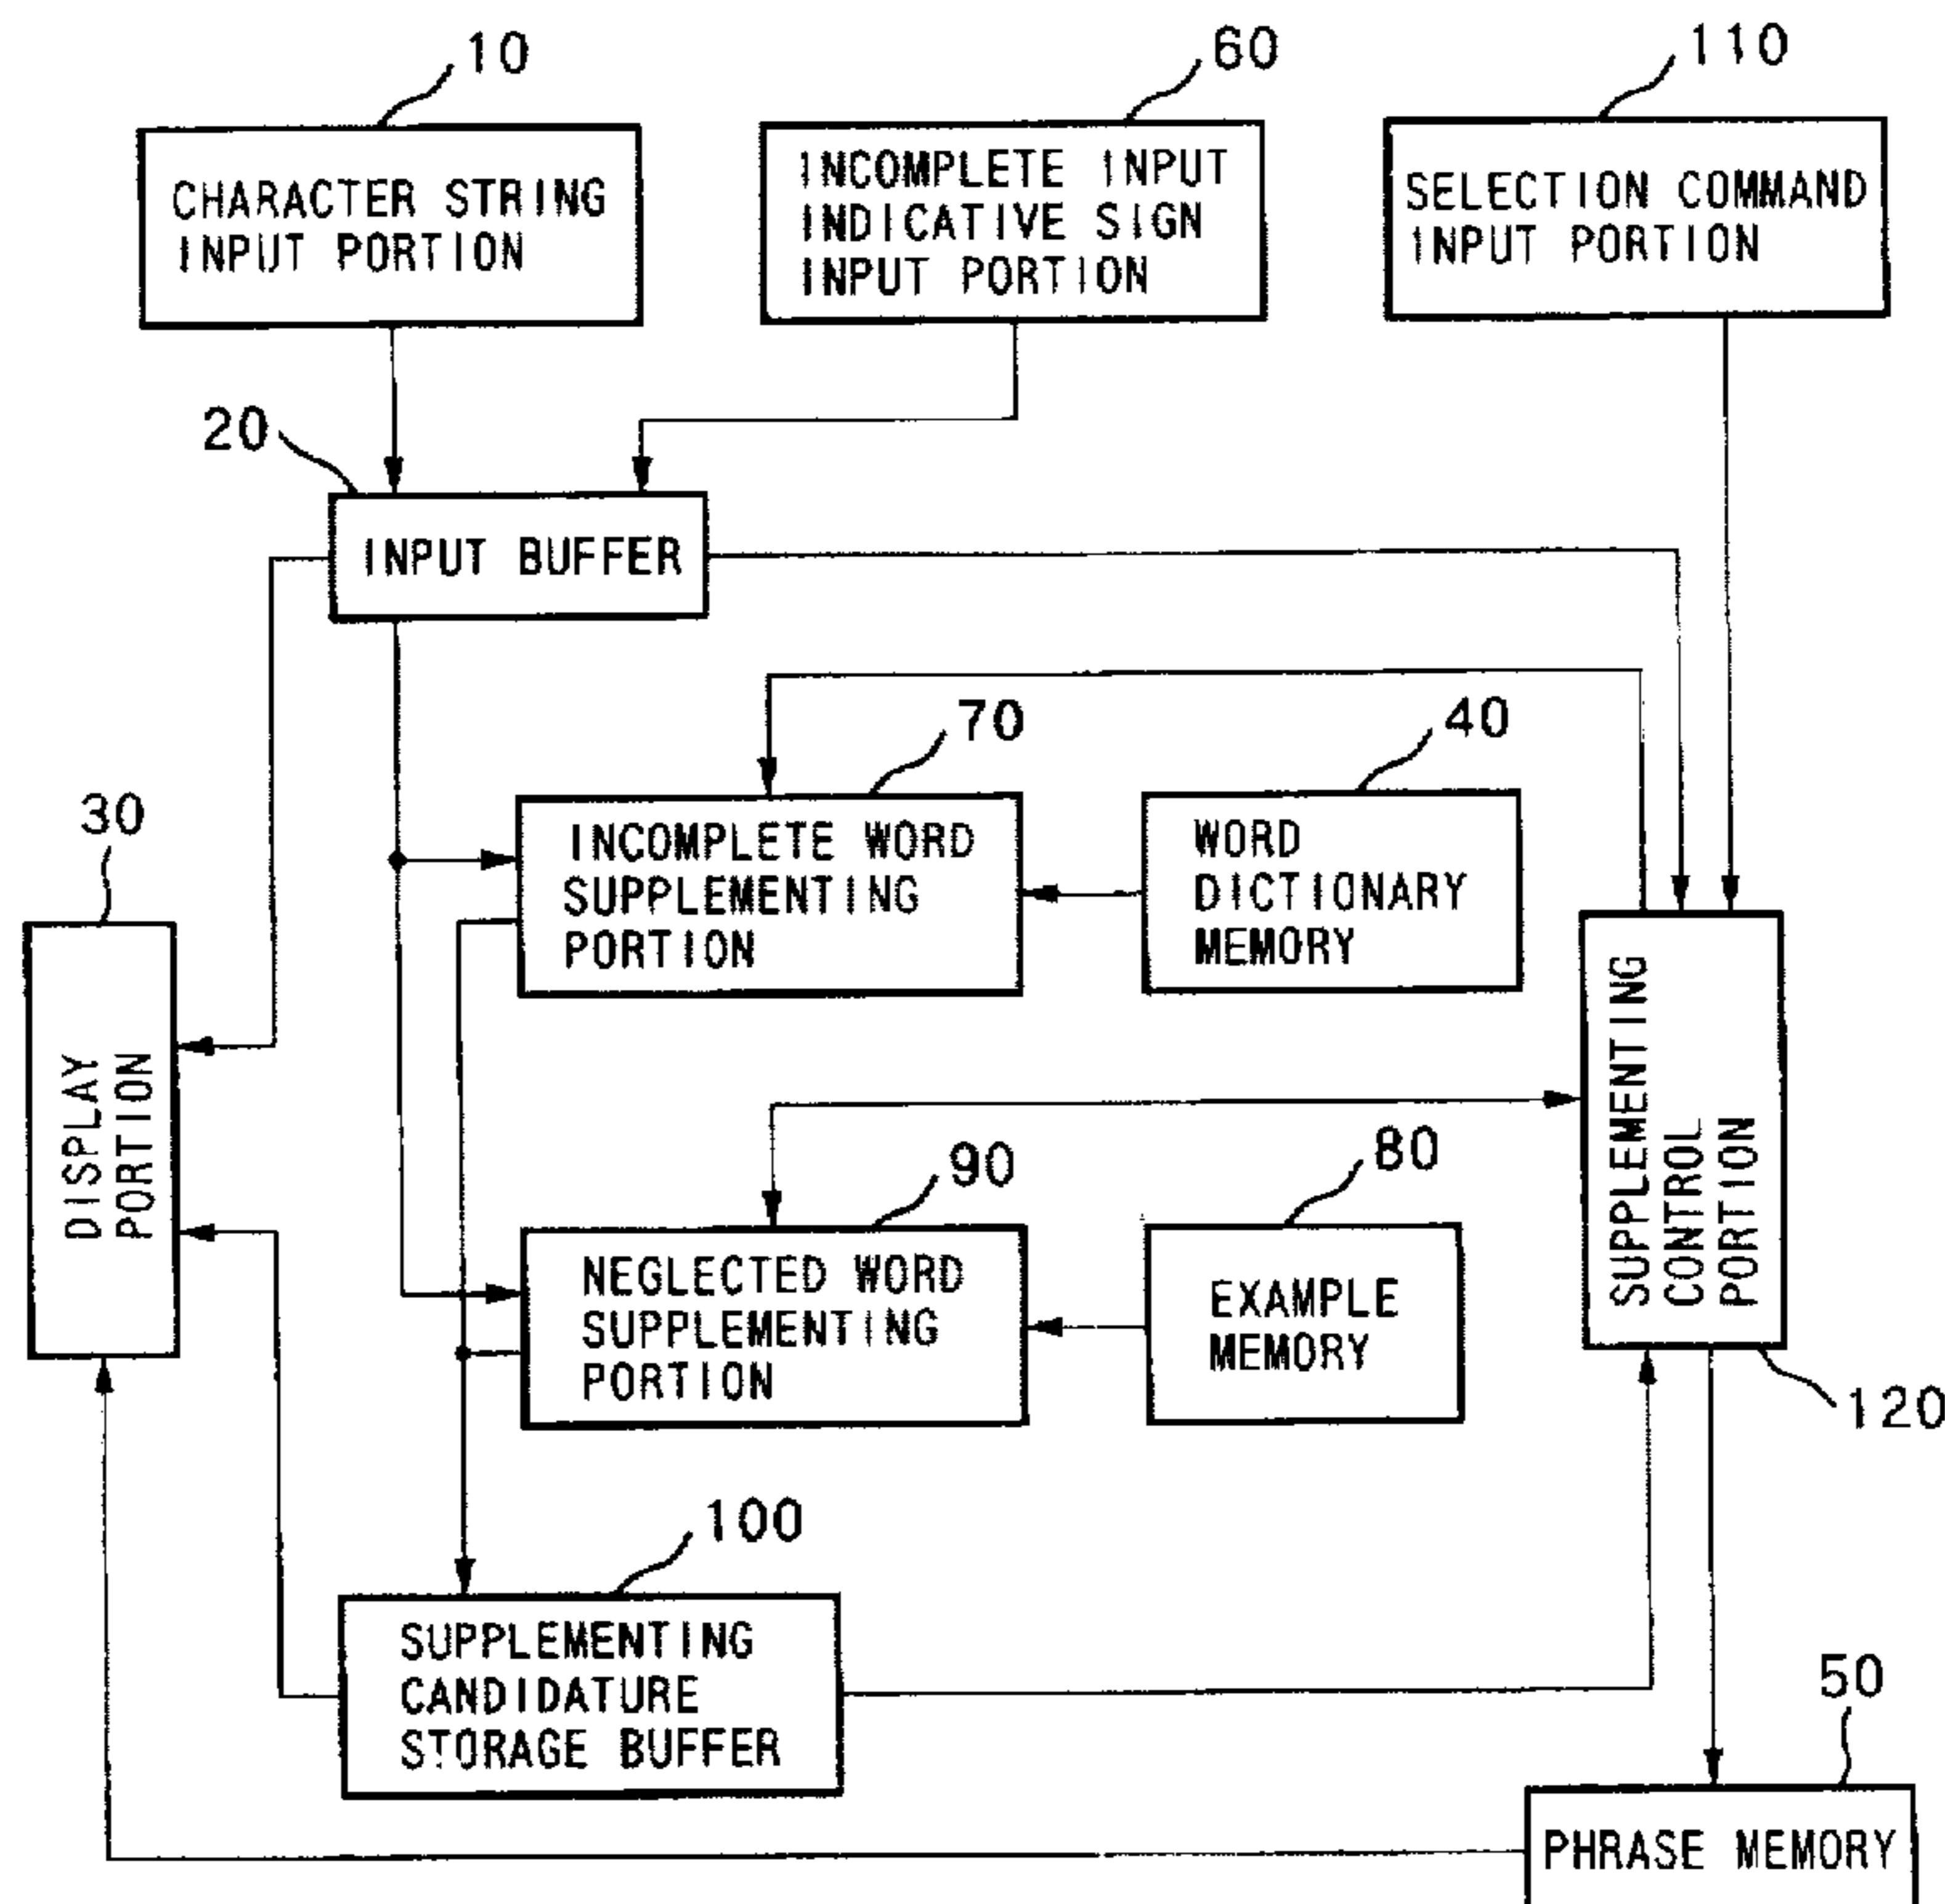 10
60
110
CHARACTER STRING
INPUT PORTION
INCOMPLETE INPUT
INDICATIVE SIGN
INPUT PORTION
SELECTION COMMAND
INPUT PORTION
20
INPUT BUFFER
70
40
30
INCOMPLETE WORD
SUPPLEMENTING
PORTION
WORD
DICTIONARY
MEMORY
DISPLAY
PORTION
SUPPLEMENTING
CONTROL
PORTION
90
80
NEGLECTED WORD
SUPPLEMENTING
PORTION
EXAMPLE
MEMORY
120
100
SUPPLEMENTING
CANDIDATURE
STORAGE BUFFER
50
PHRASE MEMORY